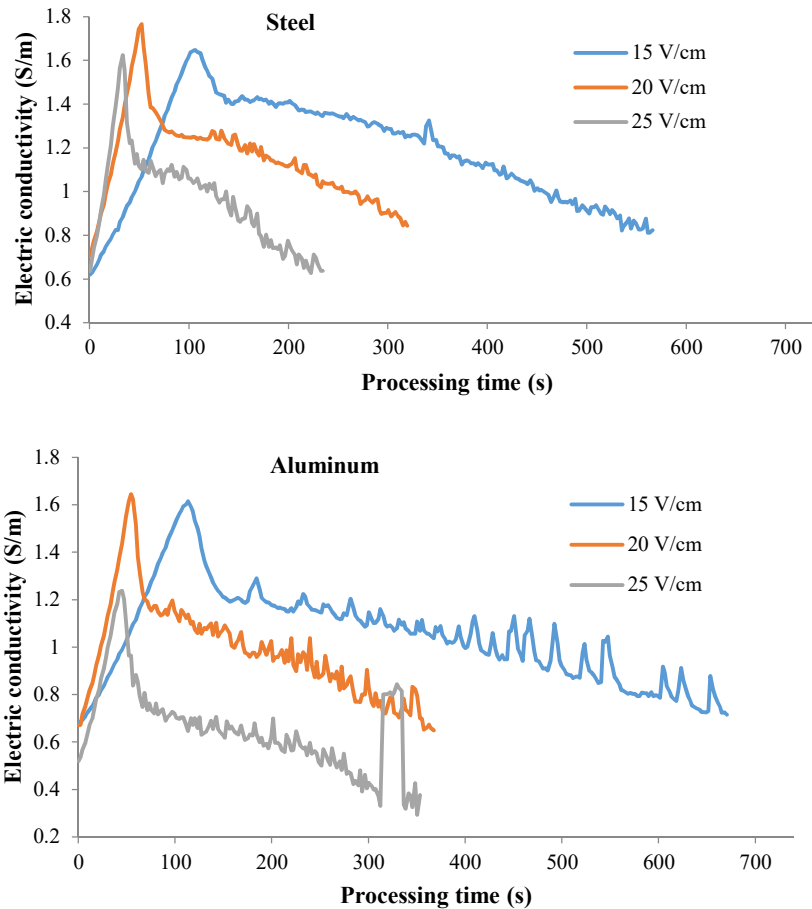 Steel
Electric conductivity (S/m)
1.8
1.6
1.4
1.2
1
0.8
0.6
0.4
15 V/cm
20 V/cm
25 V/cm
0 100 200 300 400 500 600 700
Processing time (s)
Aluminum
Electric conductivity (S/m)
1.8
1.6
1.4
1.2
1
0.8
0.6
0.4
0.2
15 V/cm
20 V/cm
25 V/cm
0 100 200 300 400 500 600 700
Processing time (s)